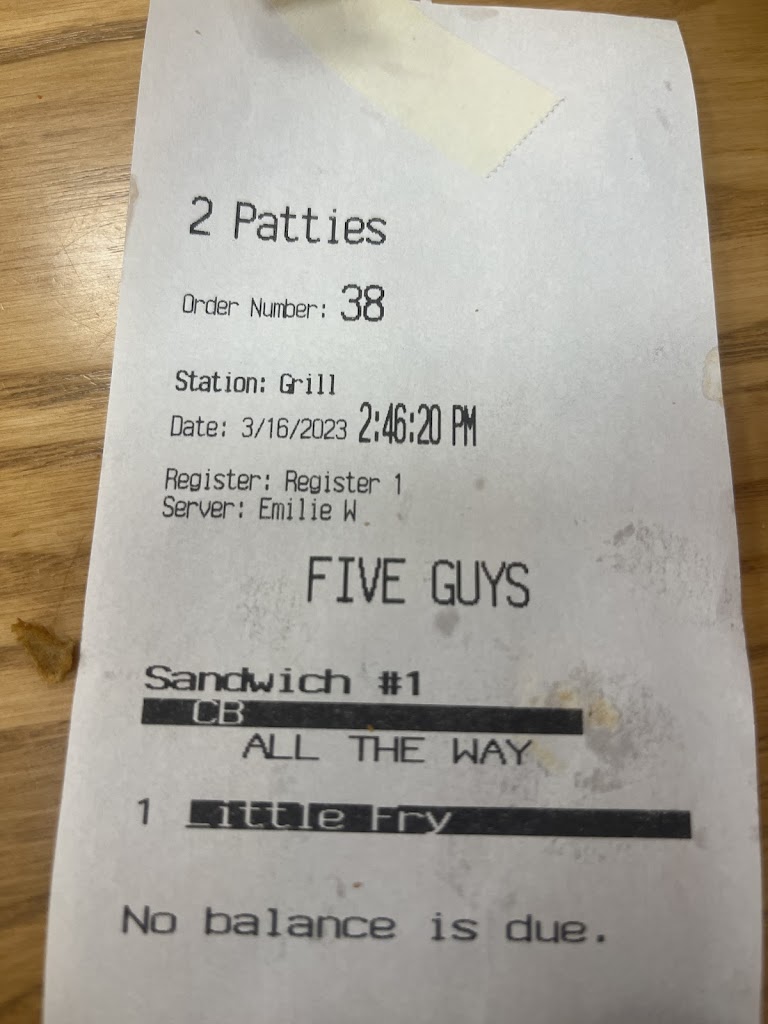 2 Patties
Order Number: 38
Station: Grill
Date: 3/16/2023 2:46:20 PM
Register: Register 1
Server: Emilie W
FIVE GUYS
Sandwich #1
CB
ALL THE WAY
1 Little Fry
No balance is due.